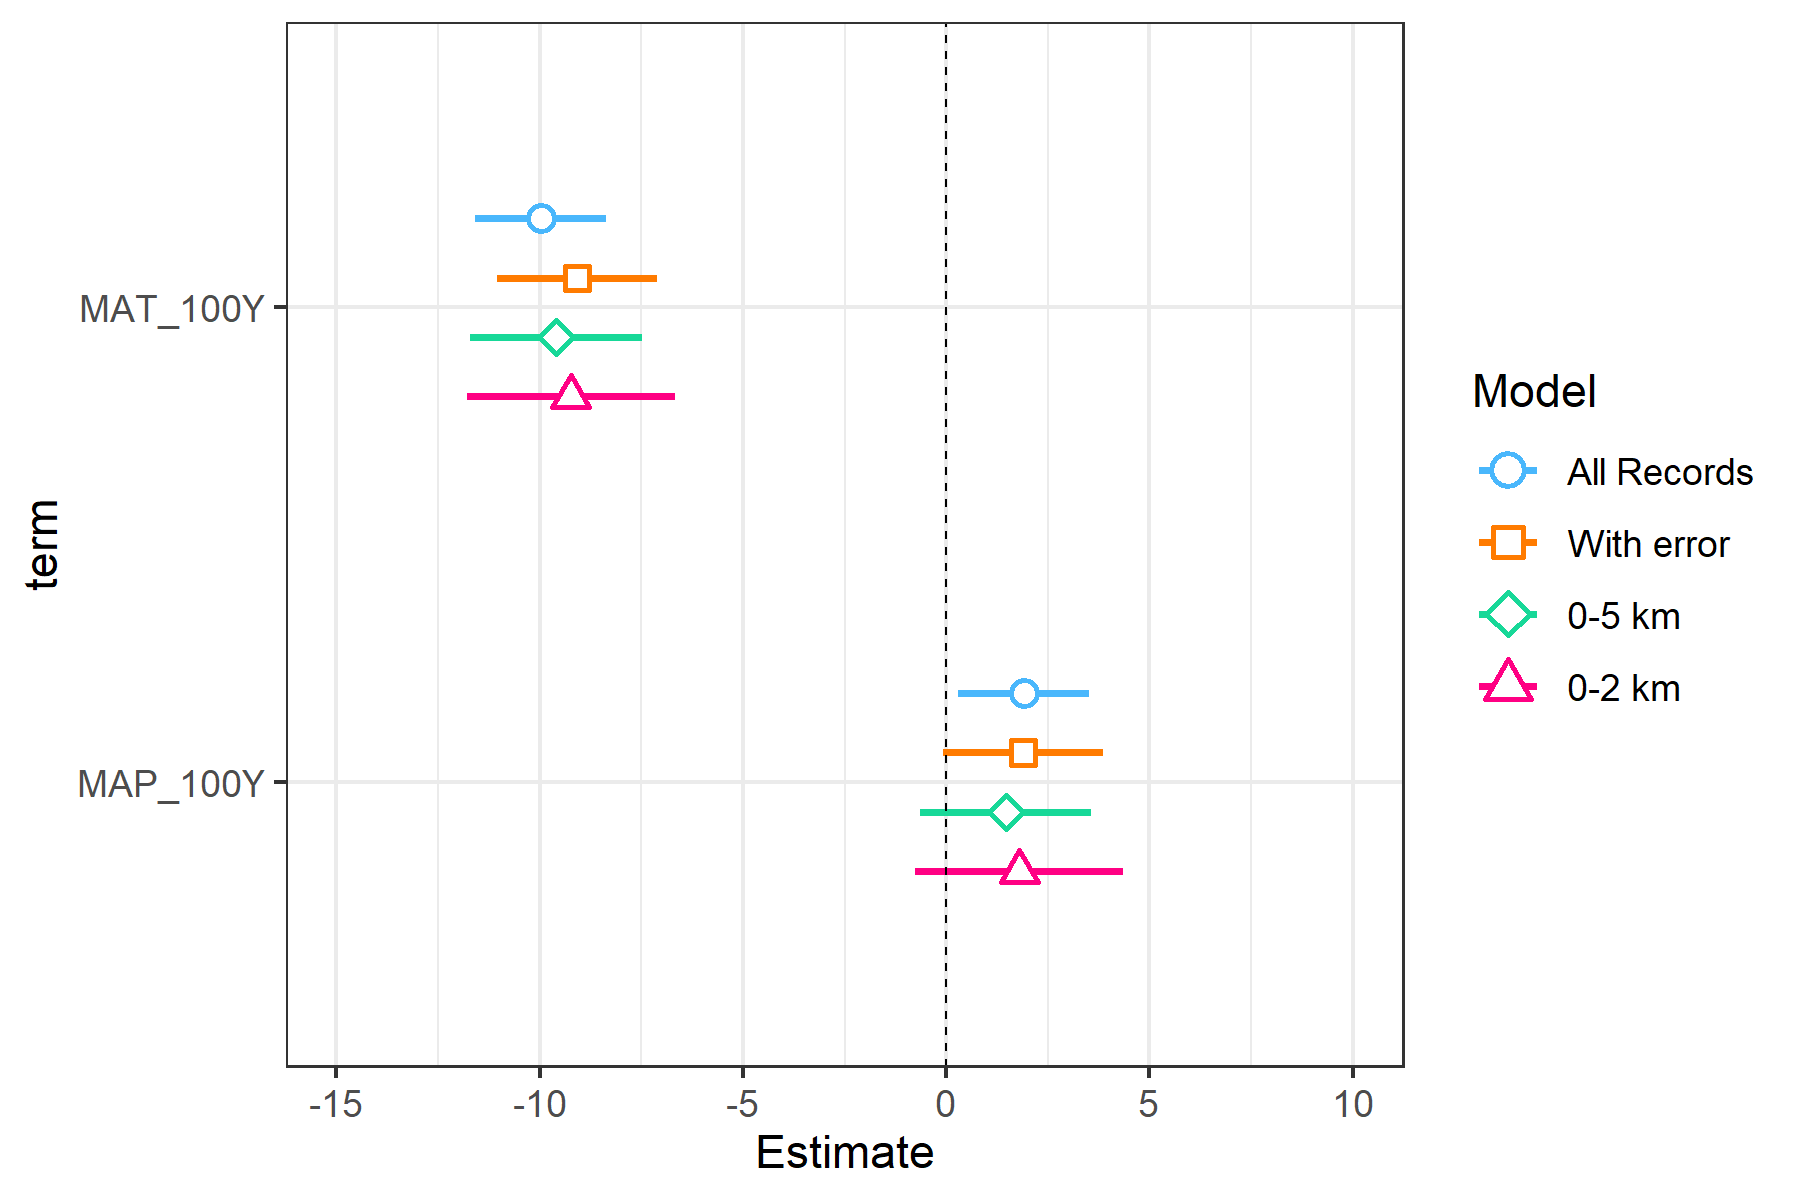 term
MAT_100Y
MAP_100Y
-15 -10 -5 0 5 10
Estimate
Model
All Records
With error
0-5 km
0-2 km